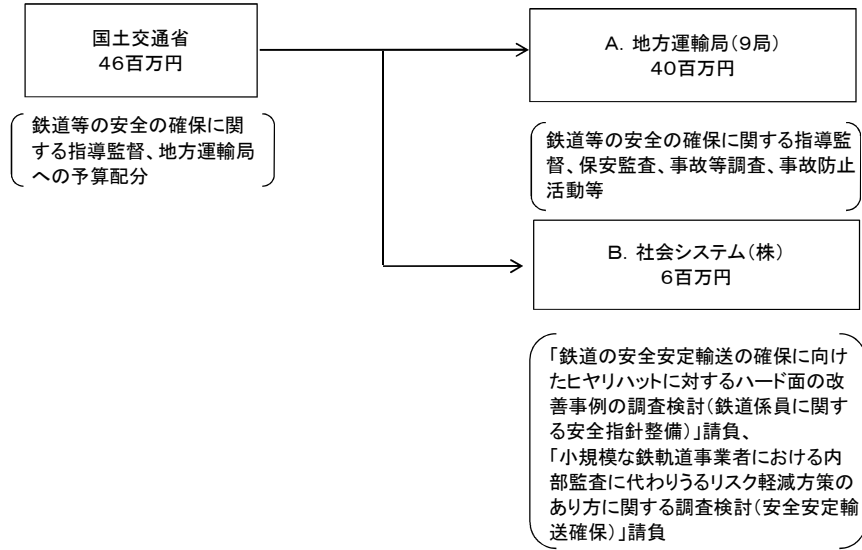 国土交通省
46百万円
鉄道等の安全の確保に関
する指導監督、地方運輸局
への予算配分
A．地方運輸局（9局）
40百万円
鉄道等の安全の確保に関する指導監
督、保安監査、事故等調査、事故防止
活動等
B．社会システム（株）
6百万円
「鉄道の安全安定輸送の確保に向け
たヒヤリハットに対するハード面の改
善事例の調査検討（鉄道係員に関す
る安全指針整備）」請負、
「小規模な鉄軌道事業者における内
部監査に代わりうるリスク軽減方策の
あり方に関する調査検討（安全安定輸
送確保）」請負